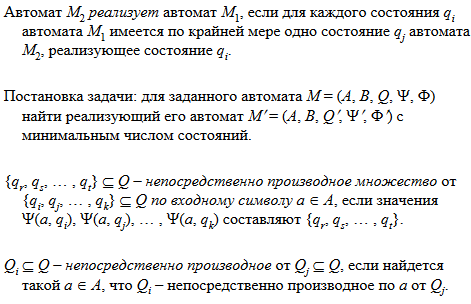 Автомат M₂ реализует автомат M₁, если для каждого состояния qᵢ
автомата M₁ имеется по крайней мере одно состояние qⱼ автомата
M₂, реализующее состояние qᵢ.
Постановка задачи: для заданного автомата M = (A, B, Q, Ψ, Φ)
найти реализующий его автомат M′ = (A, B, Q′, Ψ′, Φ′) с
минимальным числом состояний.
{qᵣ, qₛ, … , qₜ} ⊆ Q – непосредственно производное множество от
{qᵢ, qⱼ, … , qₖ} ⊆ Q по входному символу a ∈ A, если значения
Ψ(a, qᵢ), Ψ(a, qⱼ), … , Ψ(a, qₖ) составляют {qᵣ, qₛ, … , qₜ}.
Qᵢ ⊆ Q – непосредственно производное от Qⱼ ⊆ Q, если найдется
такой a ∈ A, что Qᵢ – непосредственно производное по a от Qⱼ.